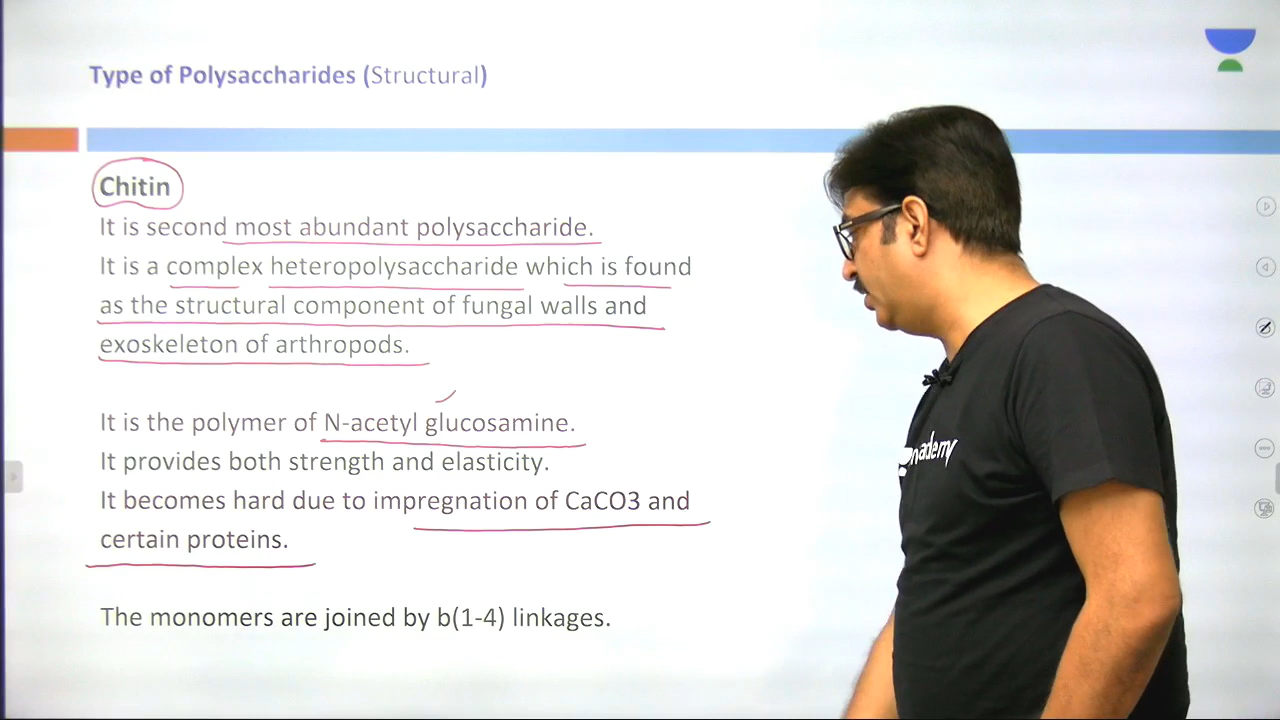 Type of Polysaccharides (Structural)
Chitin
It is second most abundant polysaccharide.
It is a complex heteropolysaccharide which is found
as the structural component of fungal walls and
exoskeleton of arthropods.
It is the polymer of N-acetyl glucosamine.
It provides both strength and elasticity.
It becomes hard due to impregnation of CaCO3 and
certain proteins.
The monomers are joined by b(1-4) linkages.
nademy